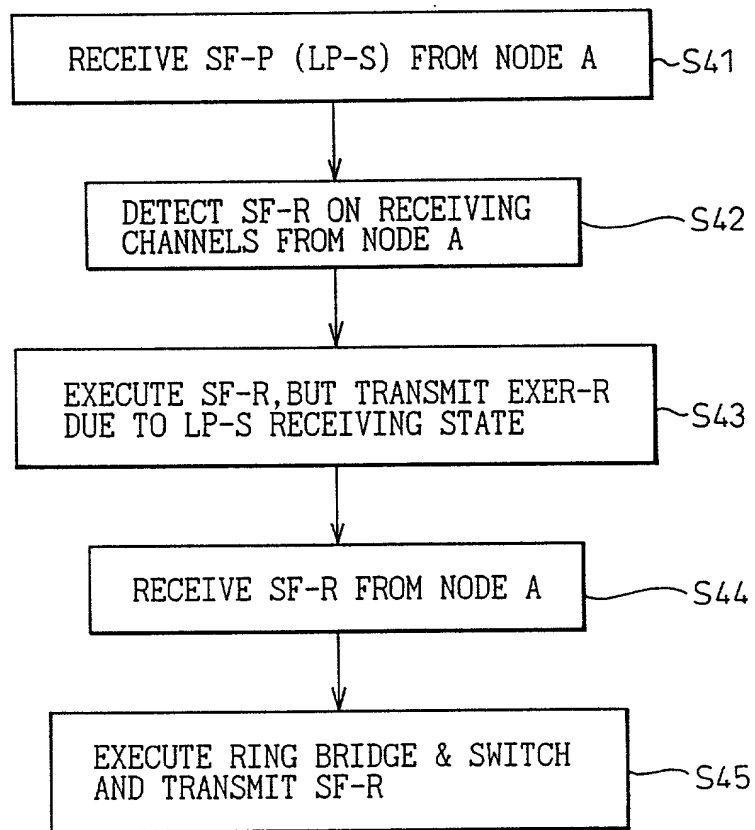 RECEIVE SF-P (LP-S) FROM NODE A
S41
DETECT SF-R ON RECEIVING
CHANNELS FROM NODE A
S42
EXECUTE SF-R, BUT TRANSMIT EXER-R
DUE TO LP-S RECEIVING STATE
S43
RECEIVE SF-R FROM NODE A
S44
EXECUTE RING BRIDGE & SWITCH
AND TRANSMIT SF-R
S45